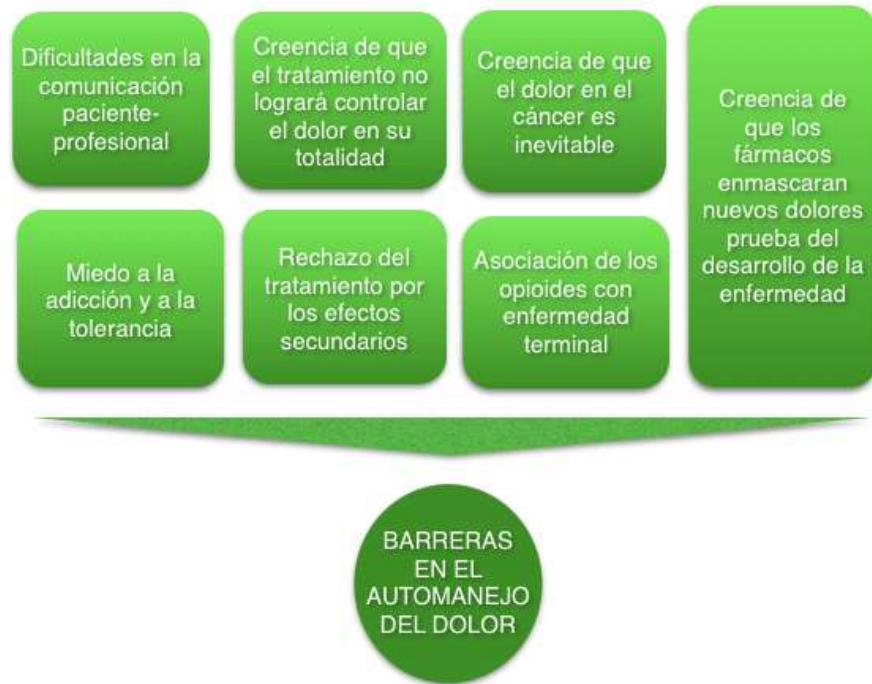 Dificultades en la
comunicación
paciente-
profesional
Creencia de que
el tratamiento no
logrará controlar
el dolor en su
totalidad
Creencia de que
el dolor en el
cáncer es
inevitable
Creencia de
que los
fármacos
enmascaran
nuevos dolores
prueba del
desarrollo de la
enfermedad
Miedo a la
adicción y a la
tolerancia
Rechazo del
tratamiento por
los efectos
secundarios
Asociación de los
opioides con
enfermedad
terminal
BARRERAS
EN EL
AUTOMANEJO
DEL DOLOR